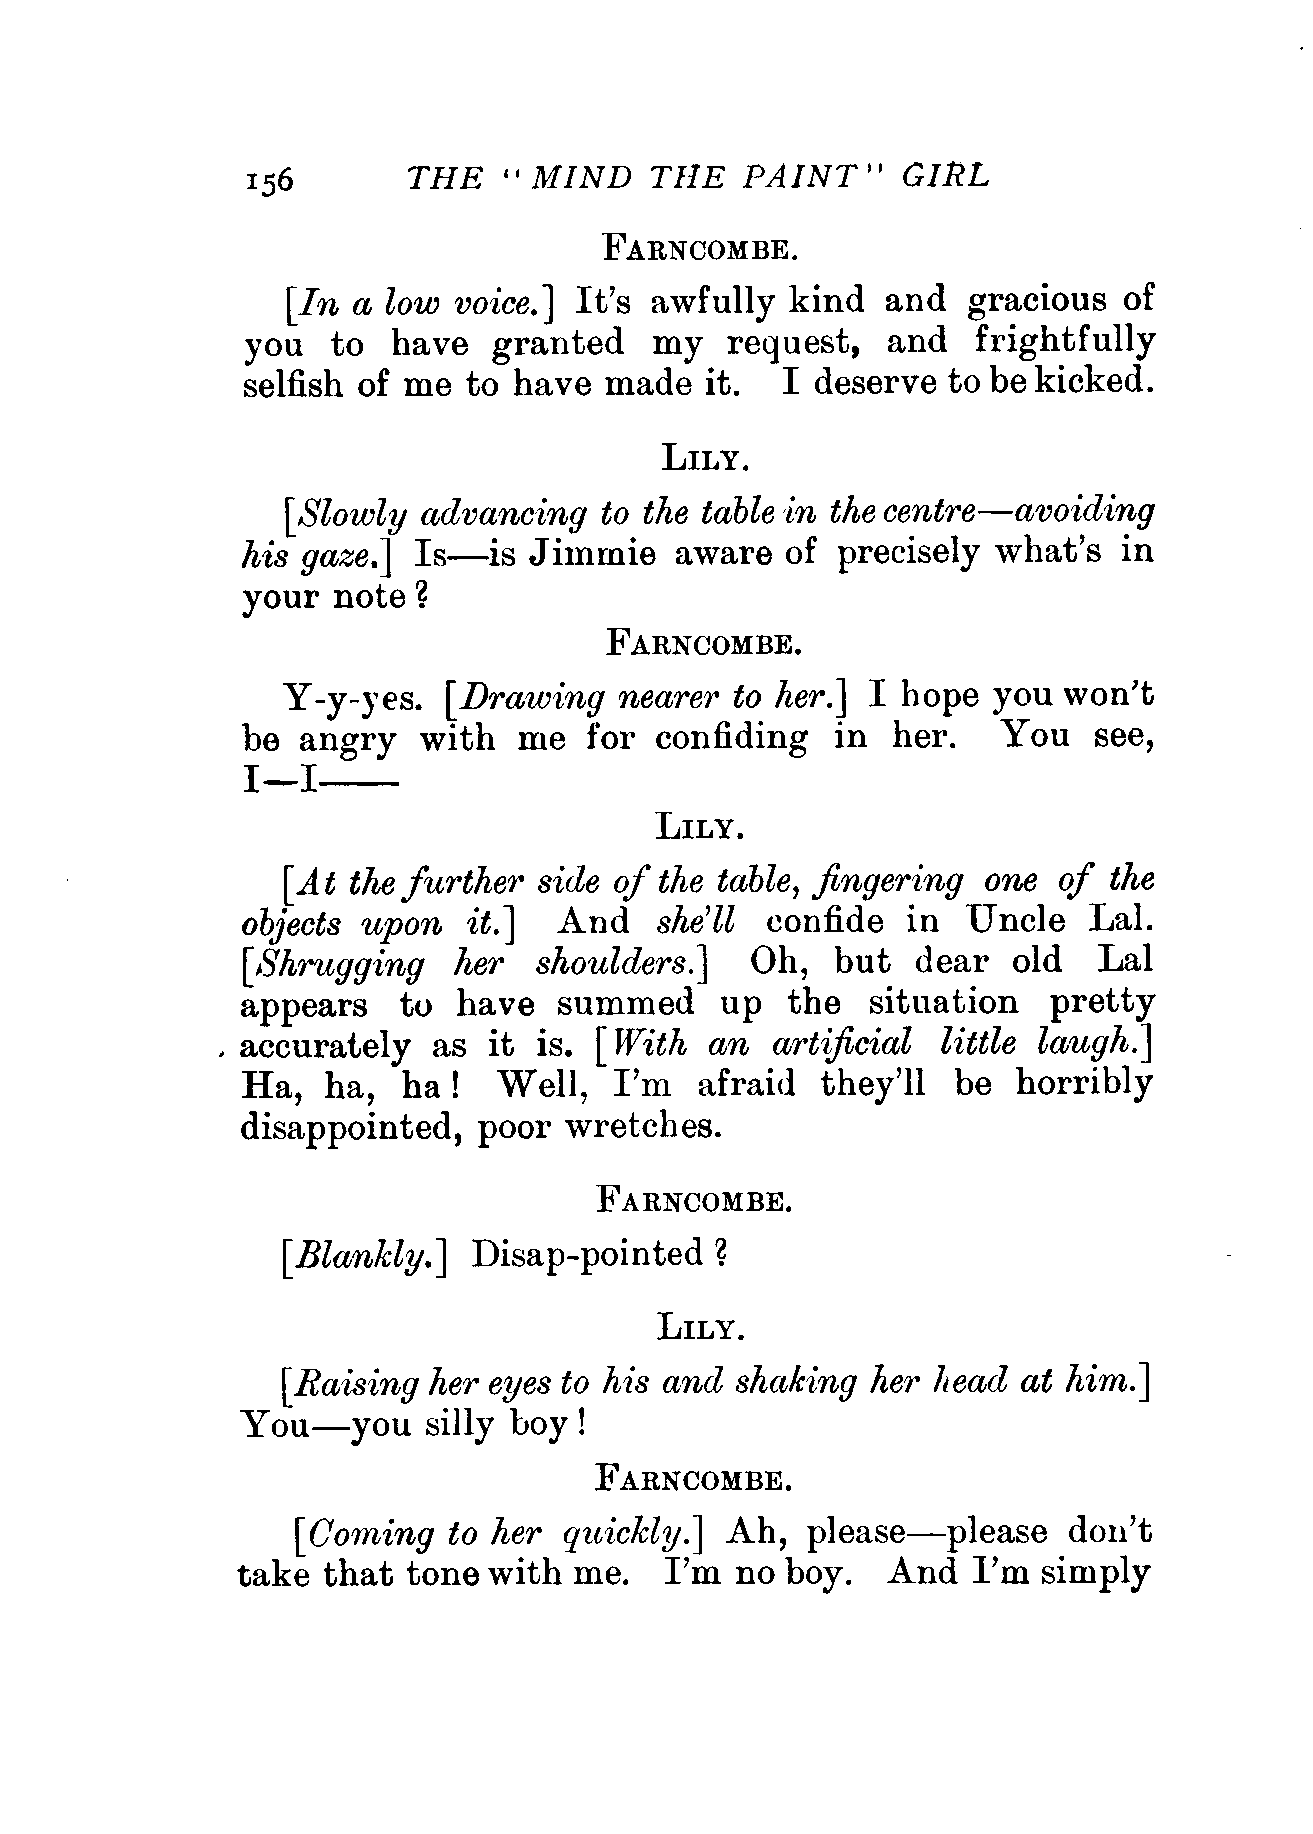 156 THE "MIND THE PAINT" GIRL
FARNCOMBE.
[In a low voice.] It's awfully kind and gracious of
you to have granted my request, and frightfully
selfish of me to have made it. I deserve to be kicked.
LILY.
[Slowly advancing to the table in the centre—avoiding
his gaze.] Is—is Jimmie aware of precisely what's in
your note?
FARNCOMBE.
Y-y-yes. [Drawing nearer to her.] I hope you won't
be angry with me for confiding in her. You see,
I—I——
LILY.
[At the further side of the table, fingering one of the
objects upon it.] And she'll confide in Uncle Lal.
[Shrugging her shoulders.] Oh, but dear old Lal
appears to have summed up the situation pretty
accurately as it is. [With an artificial little laugh.]
Ha, ha, ha! Well, I'm afraid they'll be horribly
disappointed, poor wretches.
FARNCOMBE.
[Blankly.] Disap-pointed?
LILY.
[Raising her eyes to his and shaking her head at him.]
You—you silly boy!
FARNCOMBE.
[Coming to her quickly.] Ah, please—please don't
take that tone with me. I'm no boy. And I'm simply